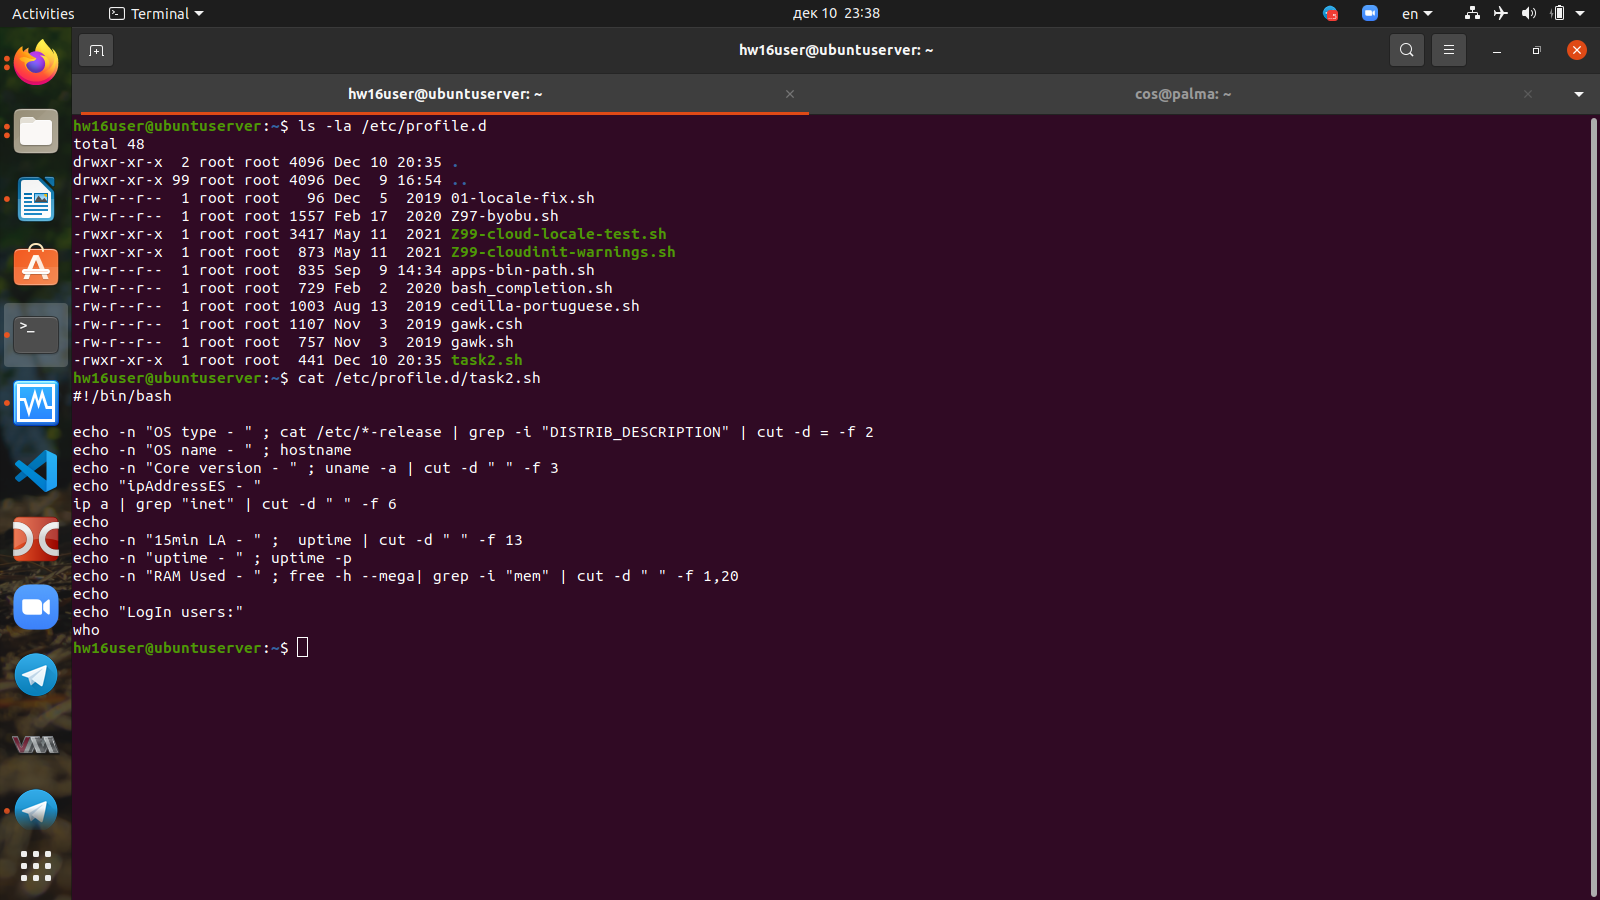 Activities
Terminal
дек 10 23:38
en
hw16user@ubuntuserver: ~
hw16user@ubuntuserver: ~
cos@palma: ~
hw16user@ubuntuserver:~$ ls -la /etc/profile.d
total 48
drwxr-xr-x  2 root root 4096 Dec 10 20:35 .
drwxr-xr-x 99 root root 4096 Dec  9 16:54 ..
-rw-r--r--  1 root root   96 Dec  5  2019 01-locale-fix.sh
-rw-r--r--  1 root root 1557 Feb 17  2020 Z97-byobu.sh
-rwxr-xr-x  1 root root 3417 May 11  2021 Z99-cloud-locale-test.sh
-rwxr-xr-x  1 root root  873 May 11  2021 Z99-cloudinit-warnings.sh
-rw-r--r--  1 root root  835 Sep  9 14:34 apps-bin-path.sh
-rw-r--r--  1 root root  729 Feb  2  2020 bash_completion.sh
-rw-r--r--  1 root root 1003 Aug 13  2019 cedilla-portuguese.sh
-rw-r--r--  1 root root 1107 Nov  3  2019 gawk.csh
-rw-r--r--  1 root root  757 Nov  3  2019 gawk.sh
-rwxr-xr-x  1 root root  441 Dec 10 20:35 task2.sh
hw16user@ubuntuserver:~$ cat /etc/profile.d/task2.sh
#!/bin/bash
echo -n "OS type - " ; cat /etc/*-release | grep -i "DISTRIB_DESCRIPTION" | cut -d = -f 2
echo -n "OS name - " ; hostname
echo -n "Core version - " ; uname -a | cut -d " " -f 3
echo "ipAddressES - "
ip a | grep "inet" | cut -d " " -f 6
echo
echo -n "15min LA - " ;  uptime | cut -d " " -f 13
echo -n "uptime - " ; uptime -p
echo -n "RAM Used - " ; free -h --mega| grep -i "mem" | cut -d " " -f 1,20
echo
echo "LogIn users:"
who
hw16user@ubuntuserver:~$